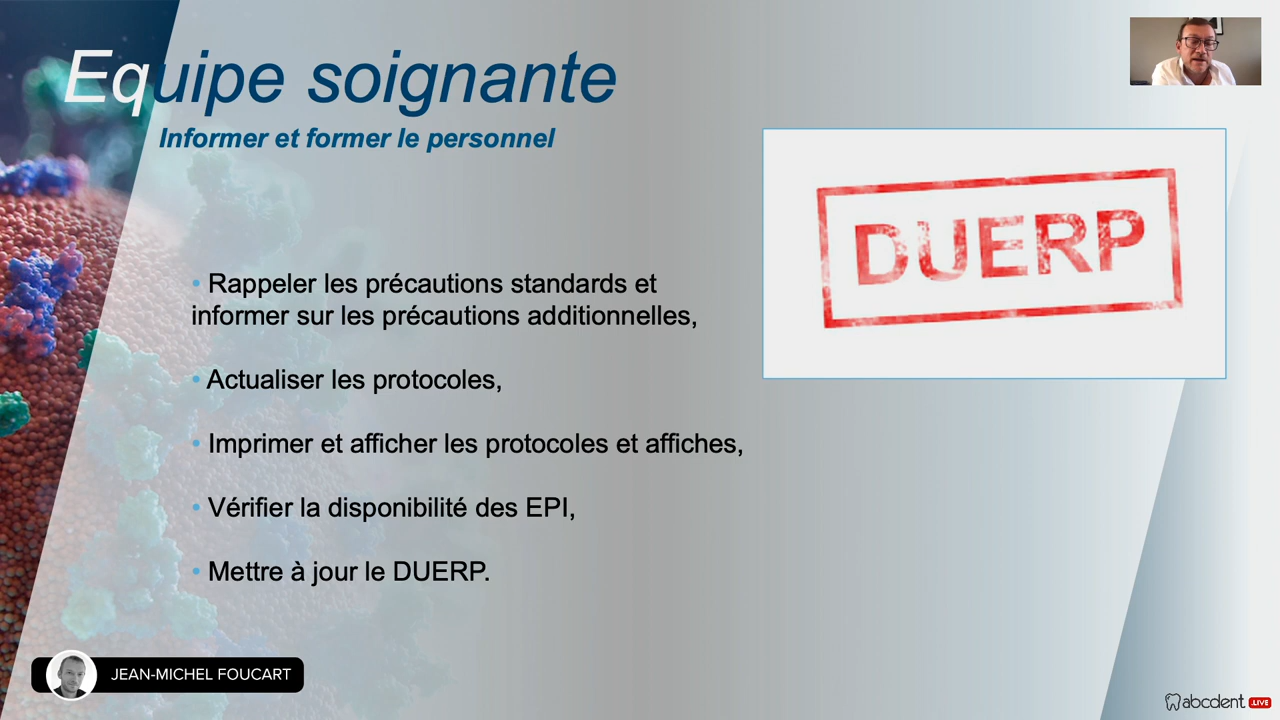 Equipe soignante
Informer et former le personnel
DUERP
• Rappeler les précautions standards et
informer sur les précautions additionnelles,
• Actualiser les protocoles,
• Imprimer et afficher les protocoles et affiches,
• Vérifier la disponibilité des EPI,
• Mettre à jour le DUERP.
JEAN-MICHEL FOUCART
abcdent .LIVE